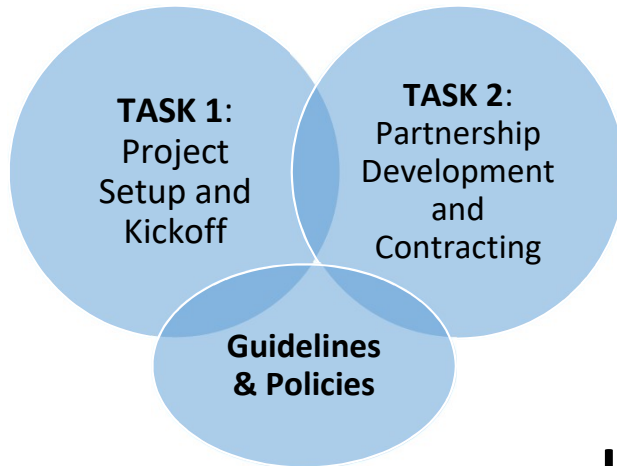 TASK 1:
Project
Setup and
Kickoff
TASK 2:
Partnership
Development
and
Contracting
Guidelines
& Policies